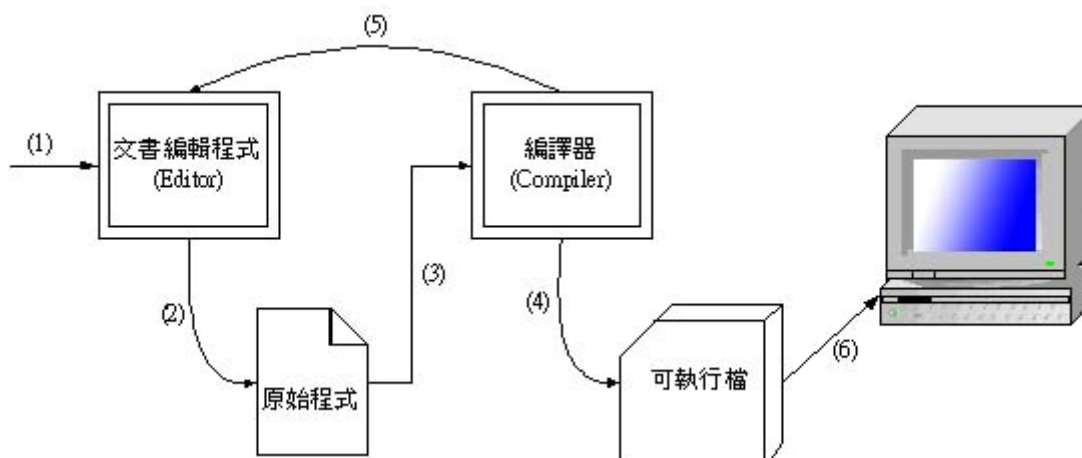 (5)
(1)
文書編輯程式
(Editor)
編譯器
(Compiler)
(2)
(3)
(4)
原始程式
可執行檔
(6)